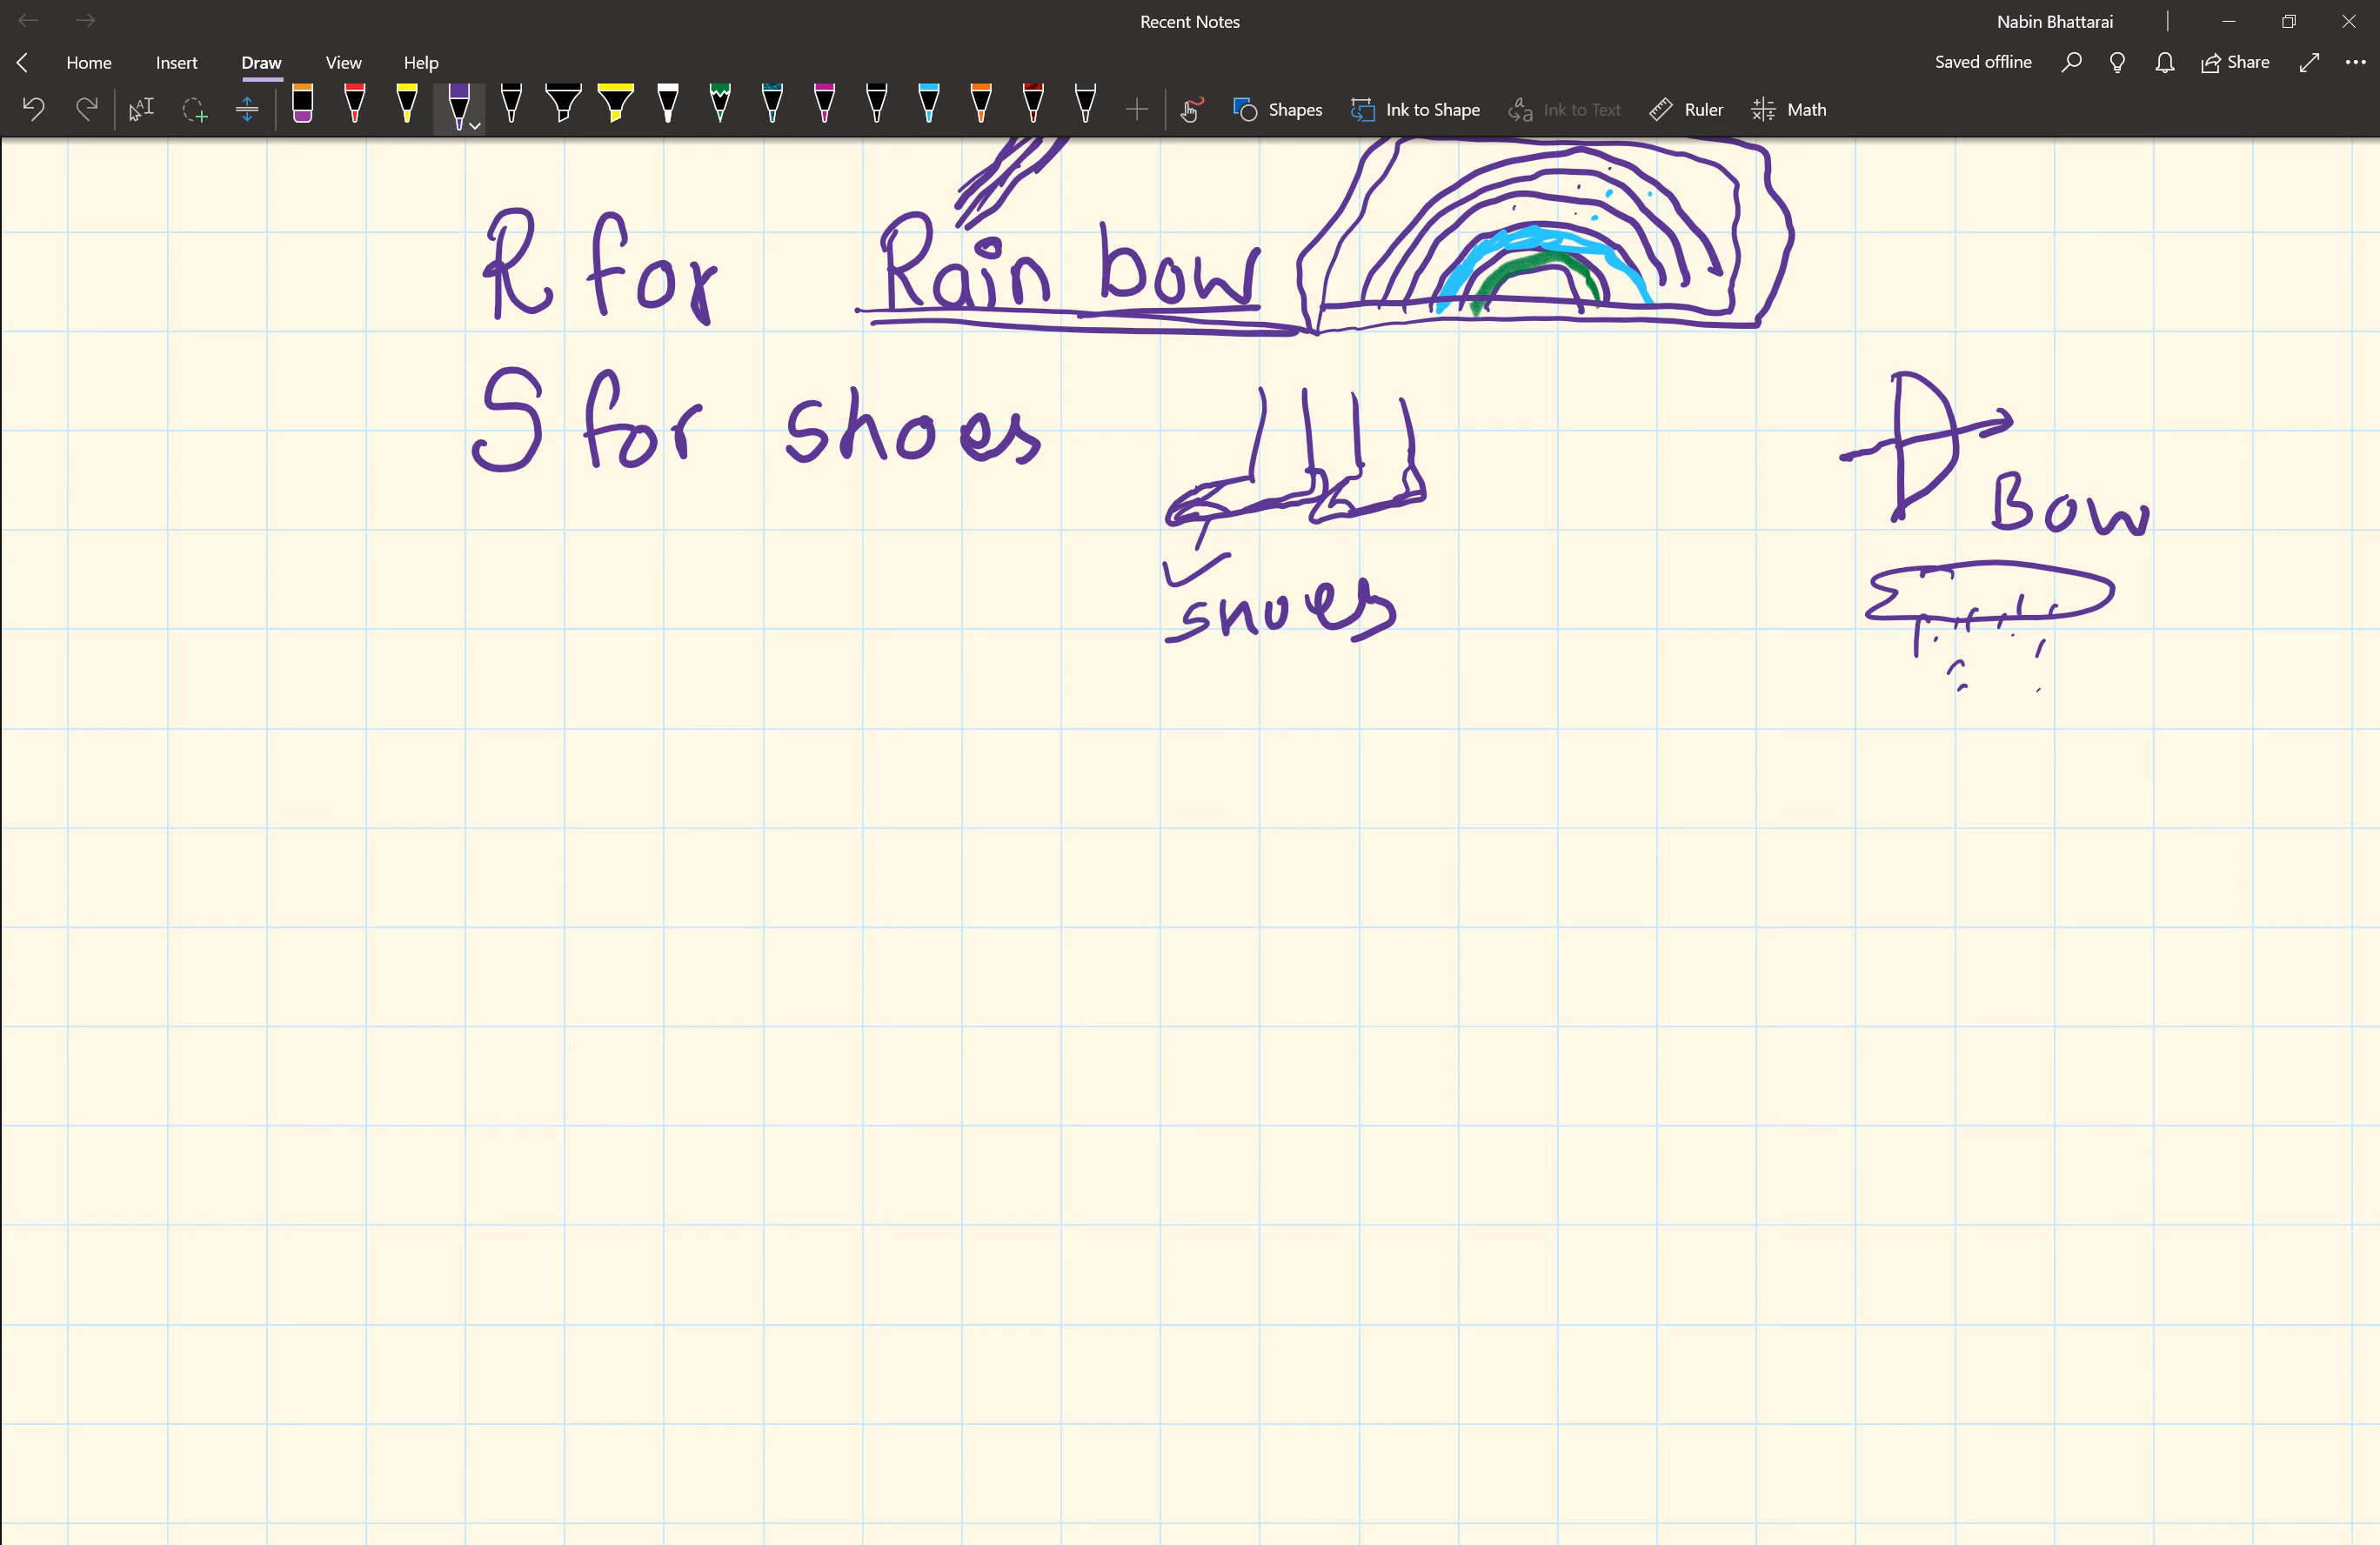 Recent Notes
Nabin Bhattarai
Home Insert Draw View Help
Saved offline
Share
Shapes
Ink to Shape
Ink to Text
Ruler
Math
R for Rain bow
S for shoes
Bow
shoes